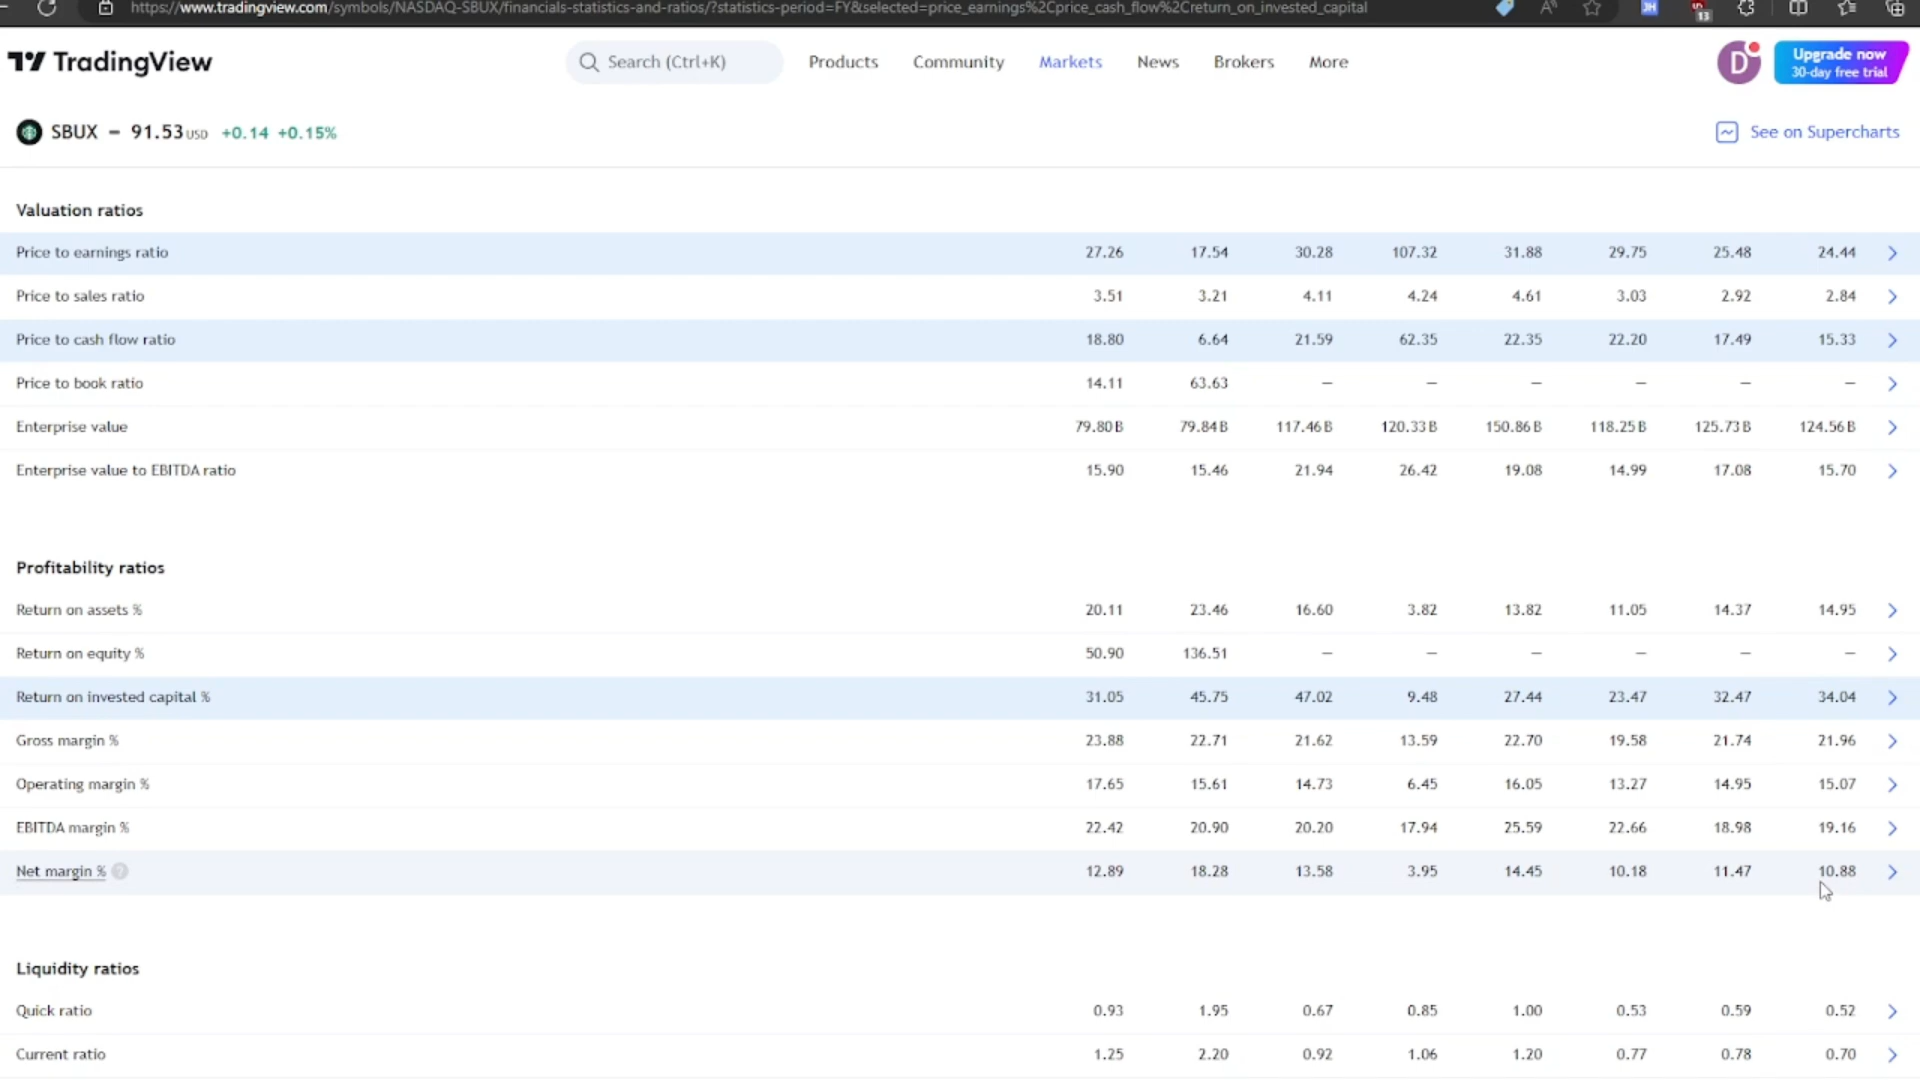 https://www.tradingview.com/symbols/NASDAQ-SBUX/financials-statistics-and-ratios/?statistics-period=FY&selected=price_earnings%2Cprice_cash_flow%2Creturn_on_invested_capital
JH
13
TradingView
Search (Ctrl+K)
Products
Community
Markets
News
Brokers
More
D
Upgrade now
30-day free trial
SBUX – 91.53 USD +0.14 +0.15%
See on Supercharts
Valuation ratios
Price to earnings ratio 27.26 17.54 30.28 107.32 31.88 29.75 25.48 24.44
Price to sales ratio 3.51 3.21 4.11 4.24 4.61 3.03 2.92 2.84
Price to cash flow ratio 18.80 6.64 21.59 62.35 22.35 22.20 17.49 15.33
Price to book ratio 14.11 63.63 — — — — — —
Enterprise value 79.80B 79.84B 117.46B 120.33B 150.86B 118.25B 125.73B 124.56B
Enterprise value to EBITDA ratio 15.90 15.46 21.94 26.42 19.08 14.99 17.08 15.70
Profitability ratios
Return on assets % 20.11 23.46 16.60 3.82 13.82 11.05 14.37 14.95
Return on equity % 50.90 136.51 — — — — — —
Return on invested capital % 31.05 45.75 47.02 9.48 27.44 23.47 32.47 34.04
Gross margin % 23.88 22.71 21.62 13.59 22.70 19.58 21.74 21.96
Operating margin % 17.65 15.61 14.73 6.45 16.05 13.27 14.95 15.07
EBITDA margin % 22.42 20.90 20.20 17.94 25.59 22.66 18.98 19.16
Net margin % ? 12.89 18.28 13.58 3.95 14.45 10.18 11.47 10.88
Liquidity ratios
Quick ratio 0.93 1.95 0.67 0.85 1.00 0.53 0.59 0.52
Current ratio 1.25 2.20 0.92 1.06 1.20 0.77 0.78 0.70